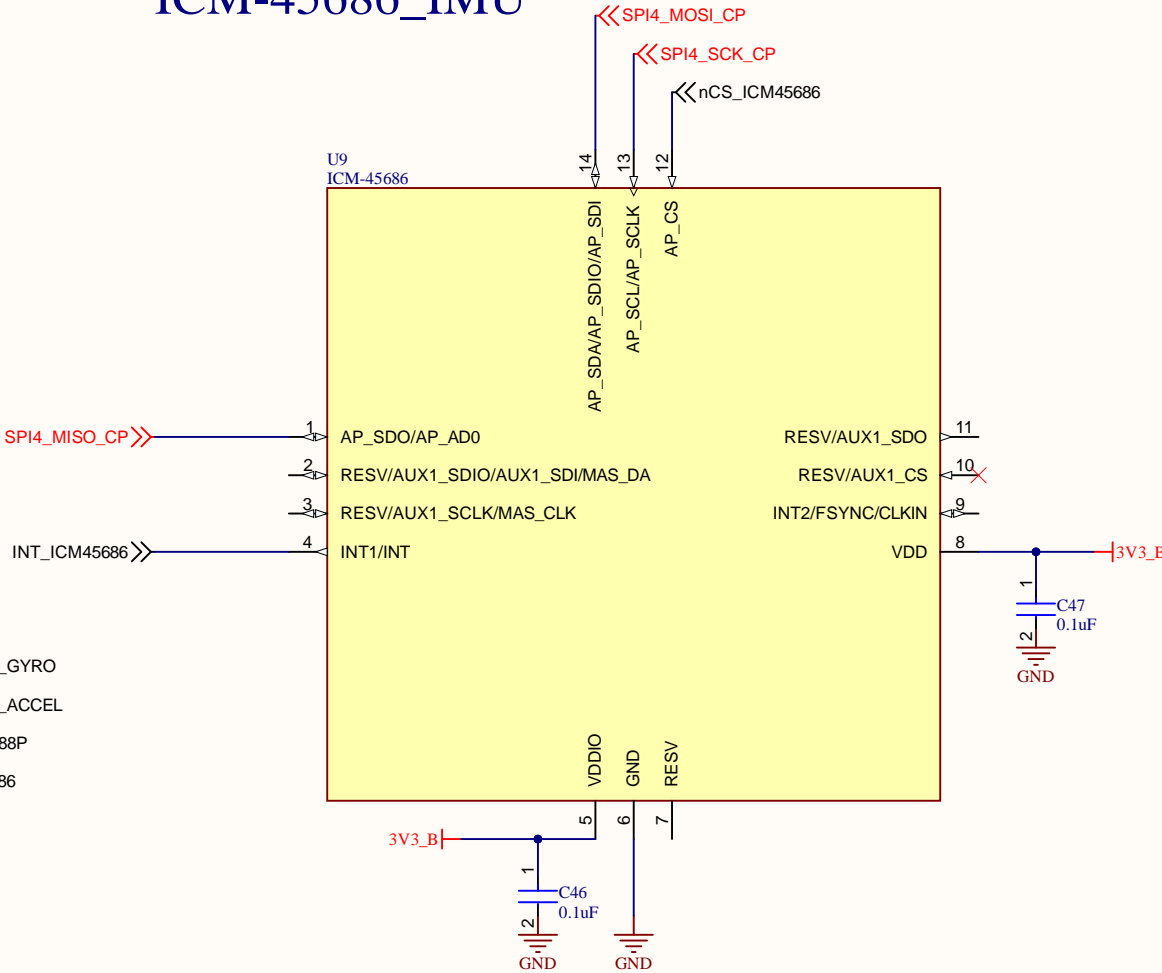 ICM-45686_IMU
SPI4_MOSI_CP
SPI4_SCK_CP
nCS_ICM45686
U9
ICM-45686
14
13
12
AP_SDA/AP_SDIO/AP_SDI
AP_SCL/AP_SCLK
AP_CS
SPI4_MISO_CP
1
AP_SDO/AP_AD0
RESV/AUX1_SDO
11
2
RESV/AUX1_SDIO/AUX1_SDI/MAS_DA
RESV/AUX1_CS
10
3
RESV/AUX1_SCLK/MAS_CLK
INT2/FSYNC/CLKIN
9
INT_ICM45686
4
INT1/INT
VDD
8
3V3_B
1
C47
0.1uF
2
GND
_GYRO
_ACCEL
88P
86
VDDIO
GND
RESV
5
6
7
3V3_B
1
C46
0.1uF
2
GND
GND